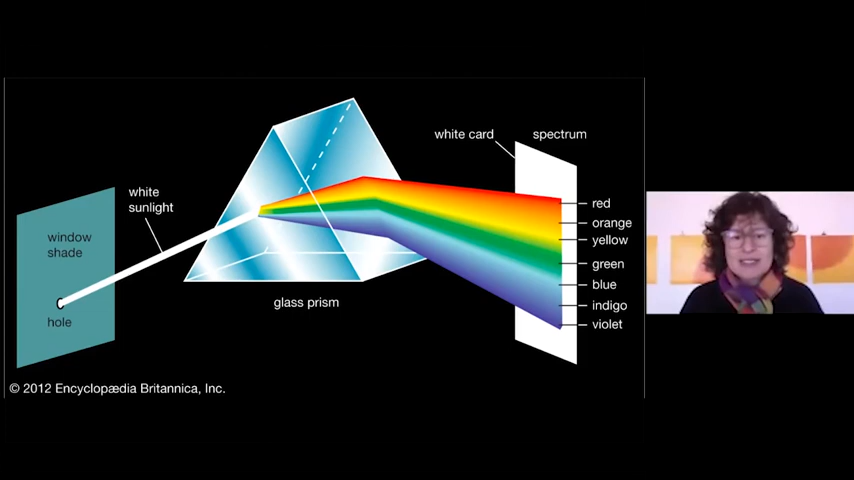 white card
spectrum
white
sunlight
window
shade
hole
glass prism
red
orange
yellow
green
blue
indigo
violet
© 2012 Encyclopædia Britannica, Inc.